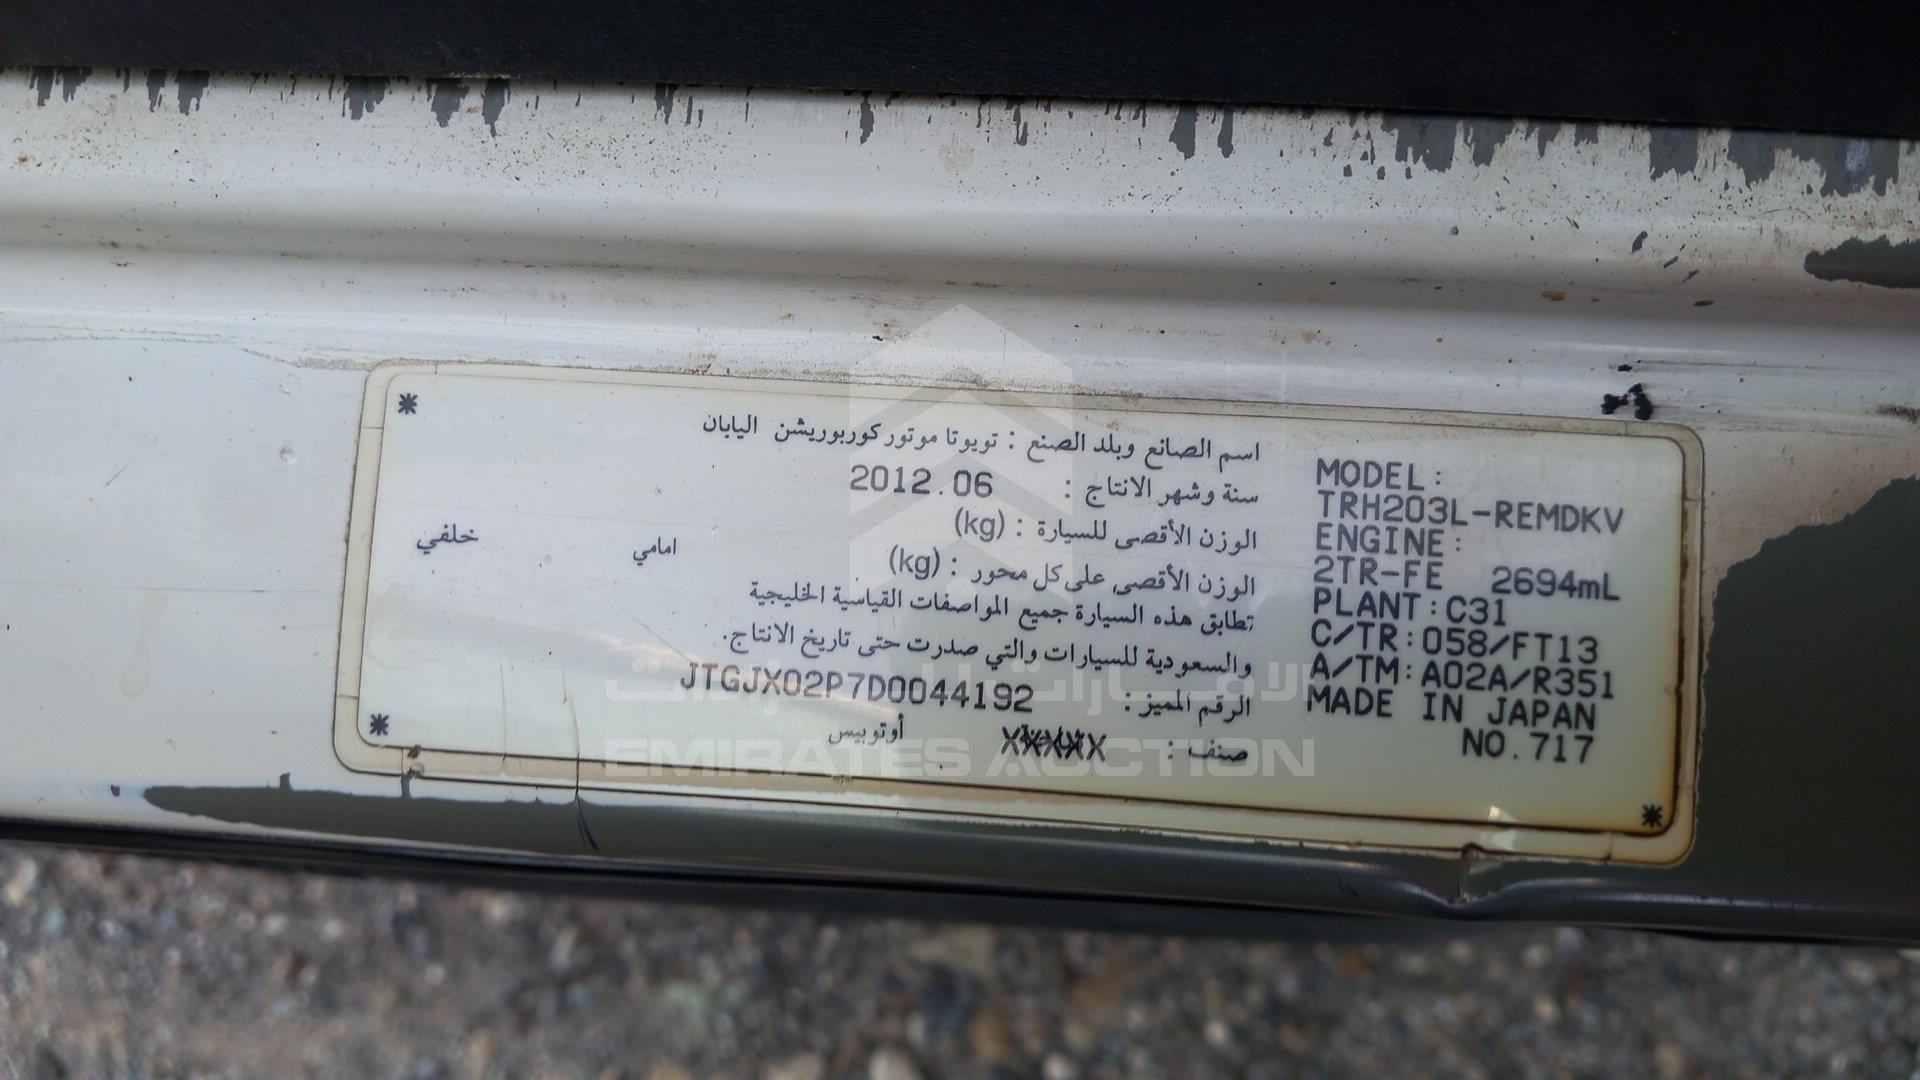 اسم الصانع وبلد الصنع : تويوتا موتور كوربوريشن اليابان
سنة وشهر الانتاج : 2012.06
الوزن الأقصى للسيارة : (kg)
الوزن الأقصى على كل محور : (kg) امامي خلفي
تطابق هذه السيارة جميع المواصفات القياسية الخليجية
والسعودية للسيارات والتي صدرت حتى تاريخ الانتاج.
الرقم المميز : JTGJX02P7D0044192
صنف : أوتوبيس
MODEL:
TRH203L-REMDKV
ENGINE:
2TR-FE 2694mL
PLANT:C31
C/TR:058/FT13
A/TM:A02A/R351
MADE IN JAPAN
NO.717
الامارات للمزادات
EMIRATES AUCTION